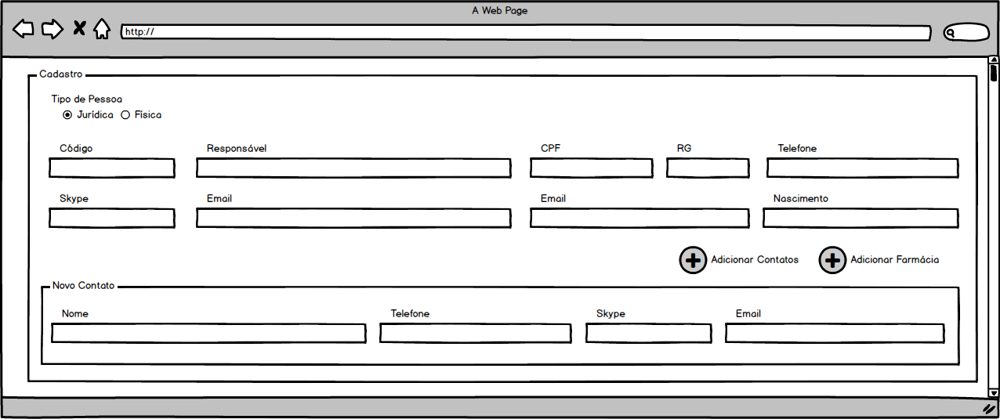 A Web Page
http://
Cadastro
Tipo de Pessoa
Jurídica Física
Código Responsável CPF RG Telefone
Skype Email Email Nascimento
Adicionar Contatos Adicionar Farmácia
Novo Contato
Nome Telefone Skype Email